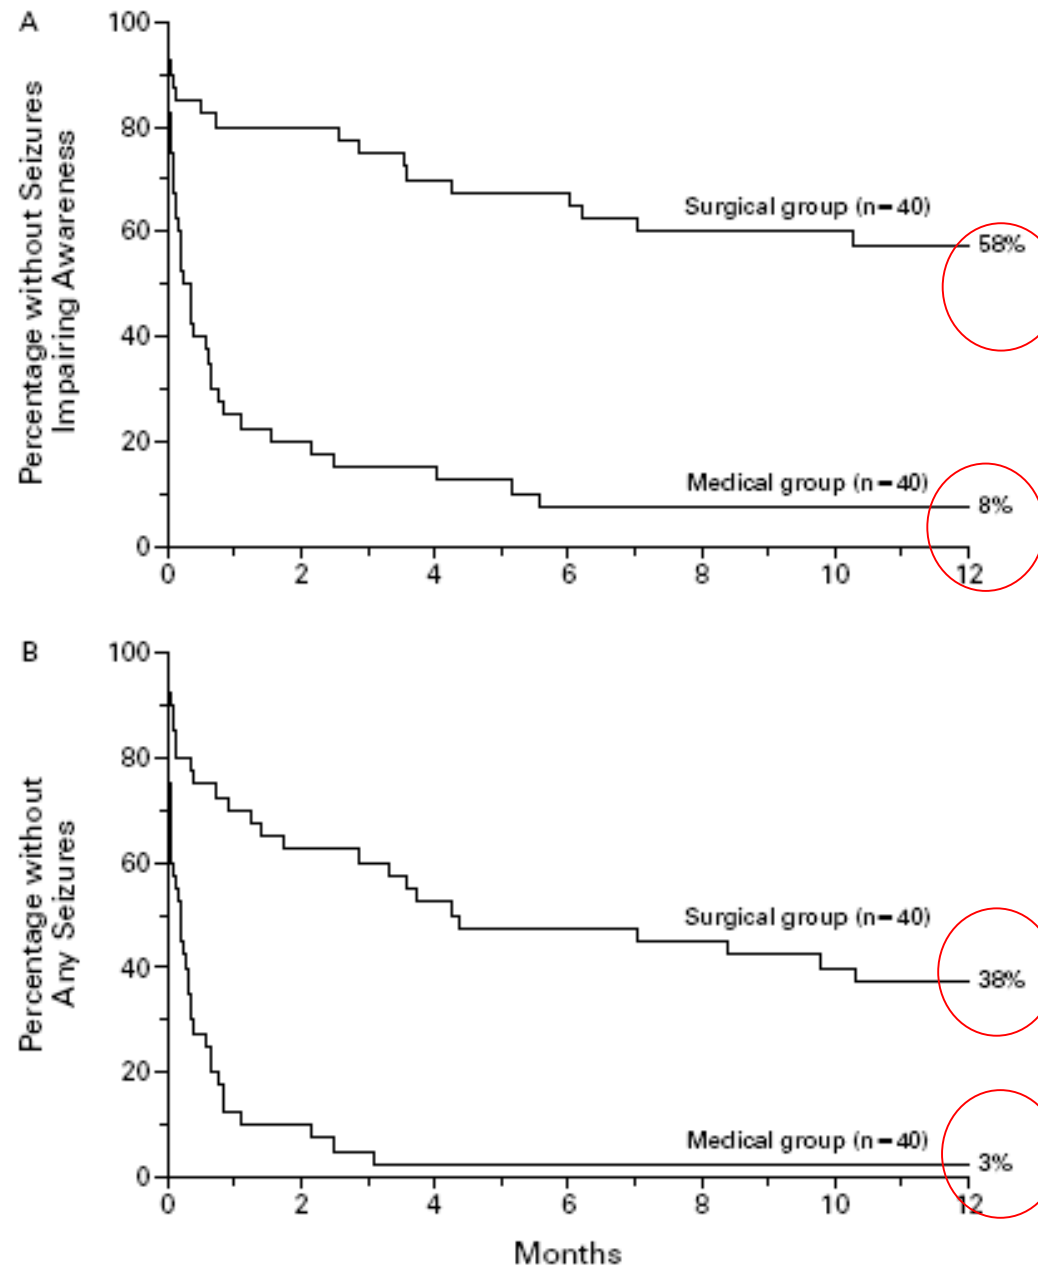 A
Percentage without Seizures
Impairing Awareness
100
80
60
40
20
0
Surgical group (n=40)
58%
Medical group (n=40)
8%
0 2 4 6 8 10 12
B
Percentage without
Any Seizures
100
80
60
40
20
0
Surgical group (n=40)
38%
Medical group (n=40)
3%
0 2 4 6 8 10 12
Months